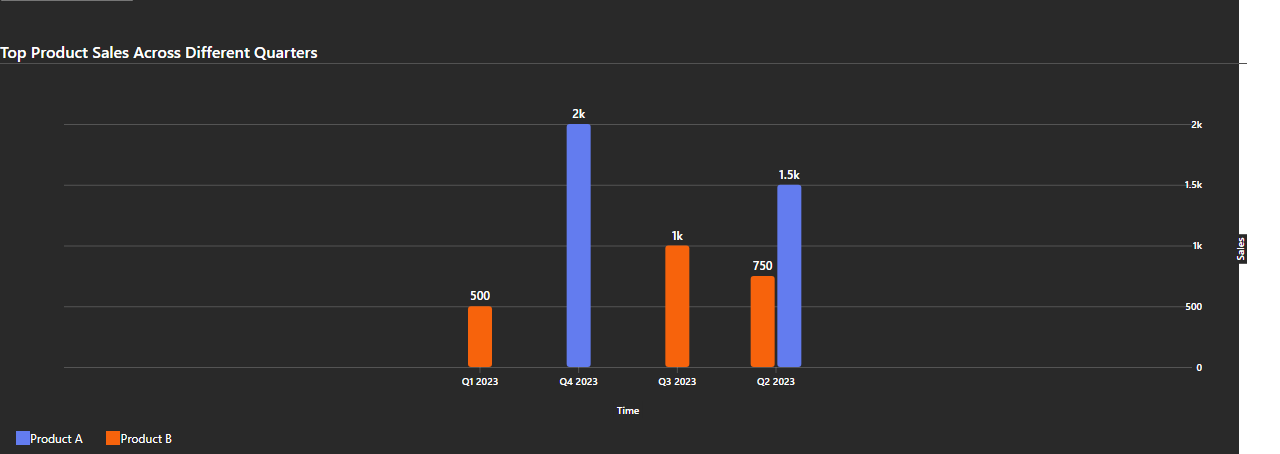 Top Product Sales Across Different Quarters
2k
2k
1.5k
1.5k
1k
1k
Sales
750
500
500
0
Q1 2023 Q4 2023 Q3 2023 Q2 2023
Time
Product A Product B